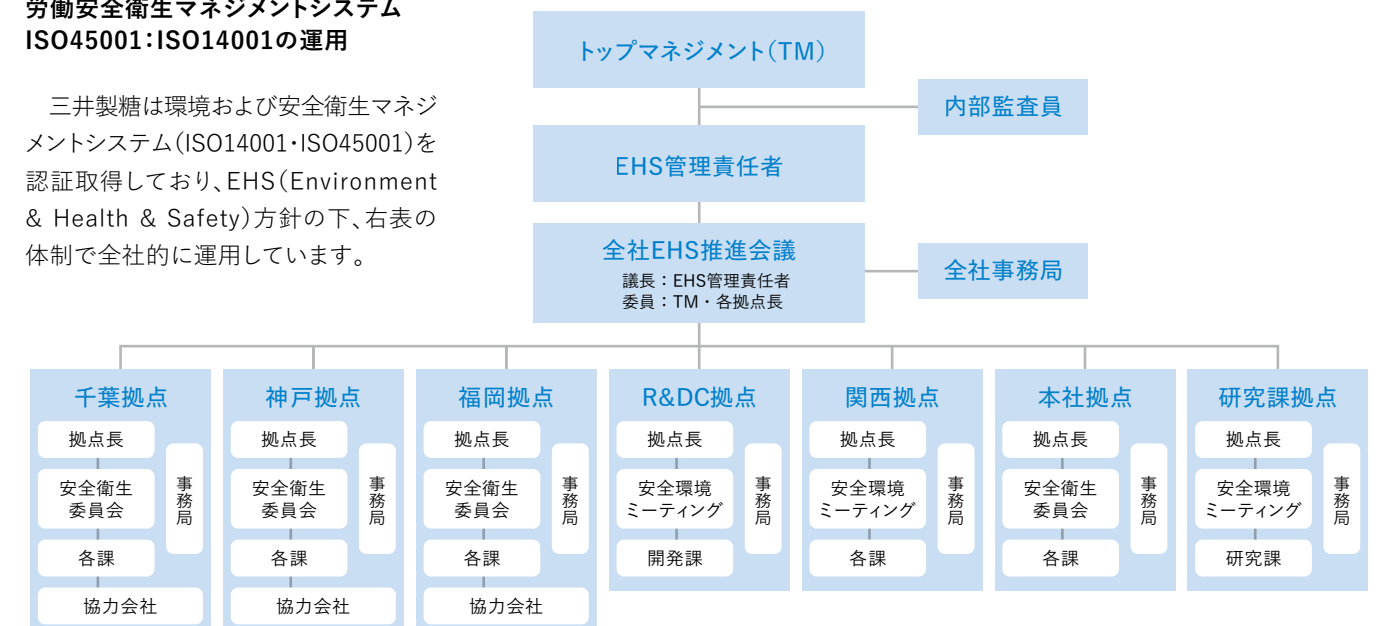 労働安全衛生マネジメントシステム
ISO45001:ISO14001の運用
三井製糖は環境および安全衛生マネジ
メントシステム(ISO14001・ISO45001)を
認証取得しており、EHS(Environment
& Health & Safety)方針の下、右表の
体制で全社的に運用しています。
トップマネジメント(TM)
内部監査員
EHS管理責任者
全社EHS推進会議
議長:EHS管理責任者
委員:TM・各拠点長
全社事務局
千葉拠点
拠点長
安全衛生
委員会
各課
協力会社
事務局
神戸拠点
拠点長
安全衛生
委員会
各課
協力会社
事務局
福岡拠点
拠点長
安全衛生
委員会
各課
協力会社
事務局
R&DC拠点
拠点長
安全環境
ミーティング
開発課
事務局
関西拠点
拠点長
安全環境
ミーティング
各課
事務局
本社拠点
拠点長
安全衛生
委員会
各課
事務局
研究課拠点
拠点長
安全環境
ミーティング
研究課
事務局